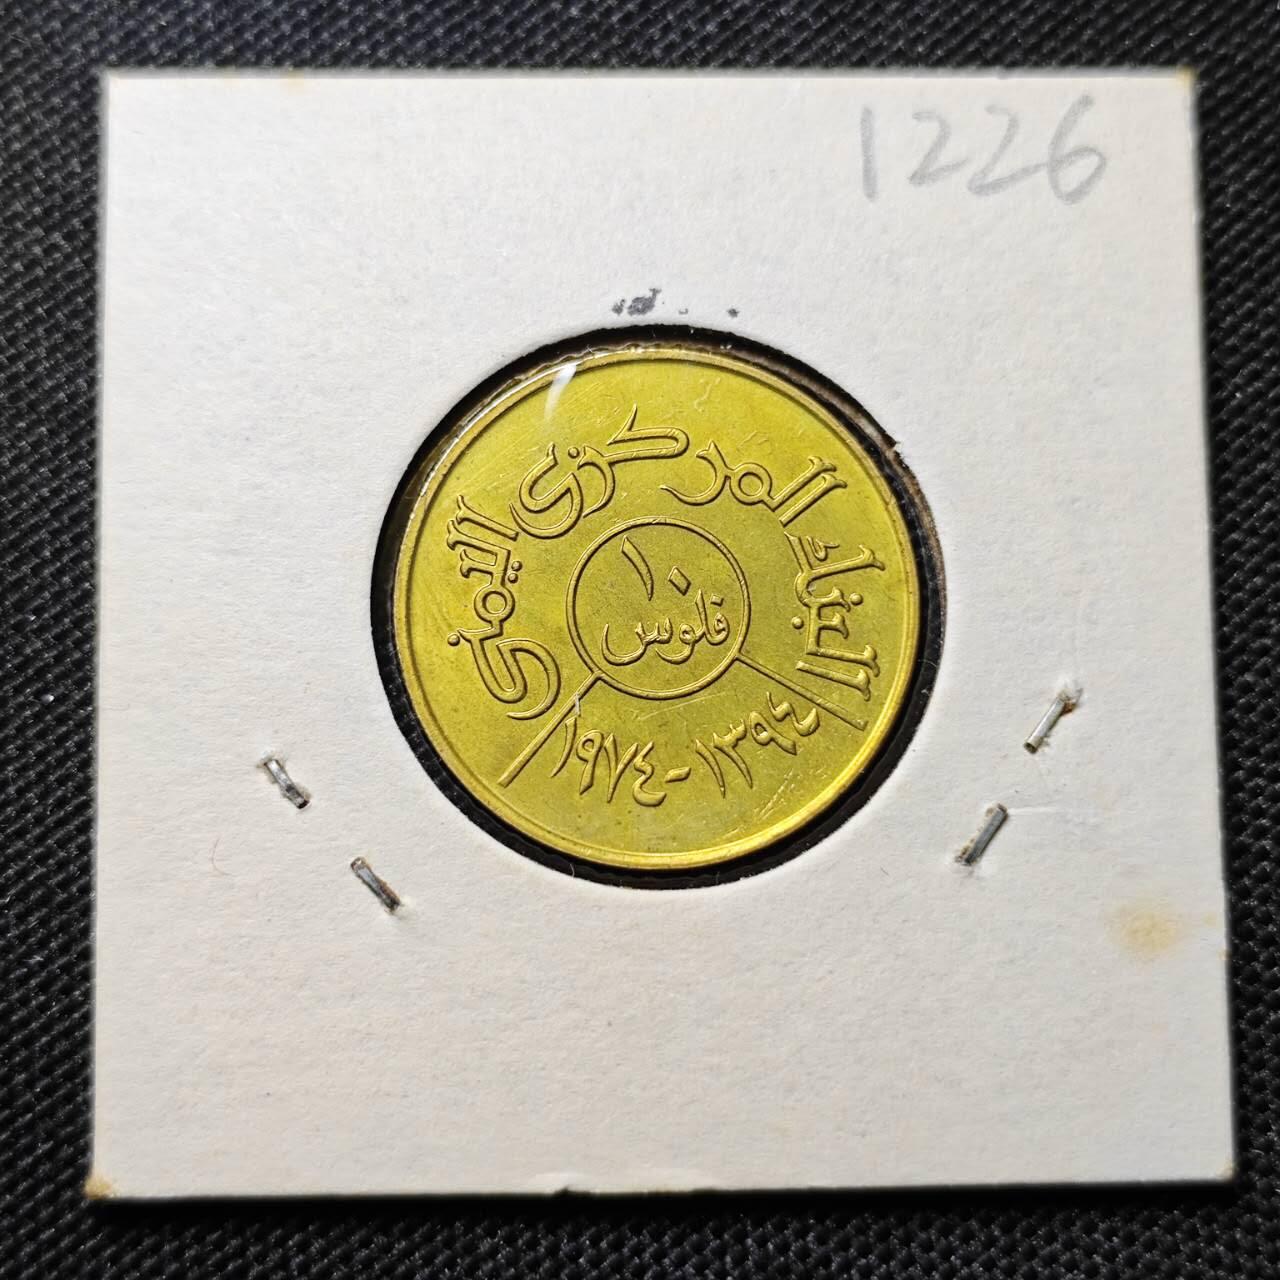 1226
البنك المركزي اليمني
١٠
فلوس
١٩٧٤-١٣٩٤